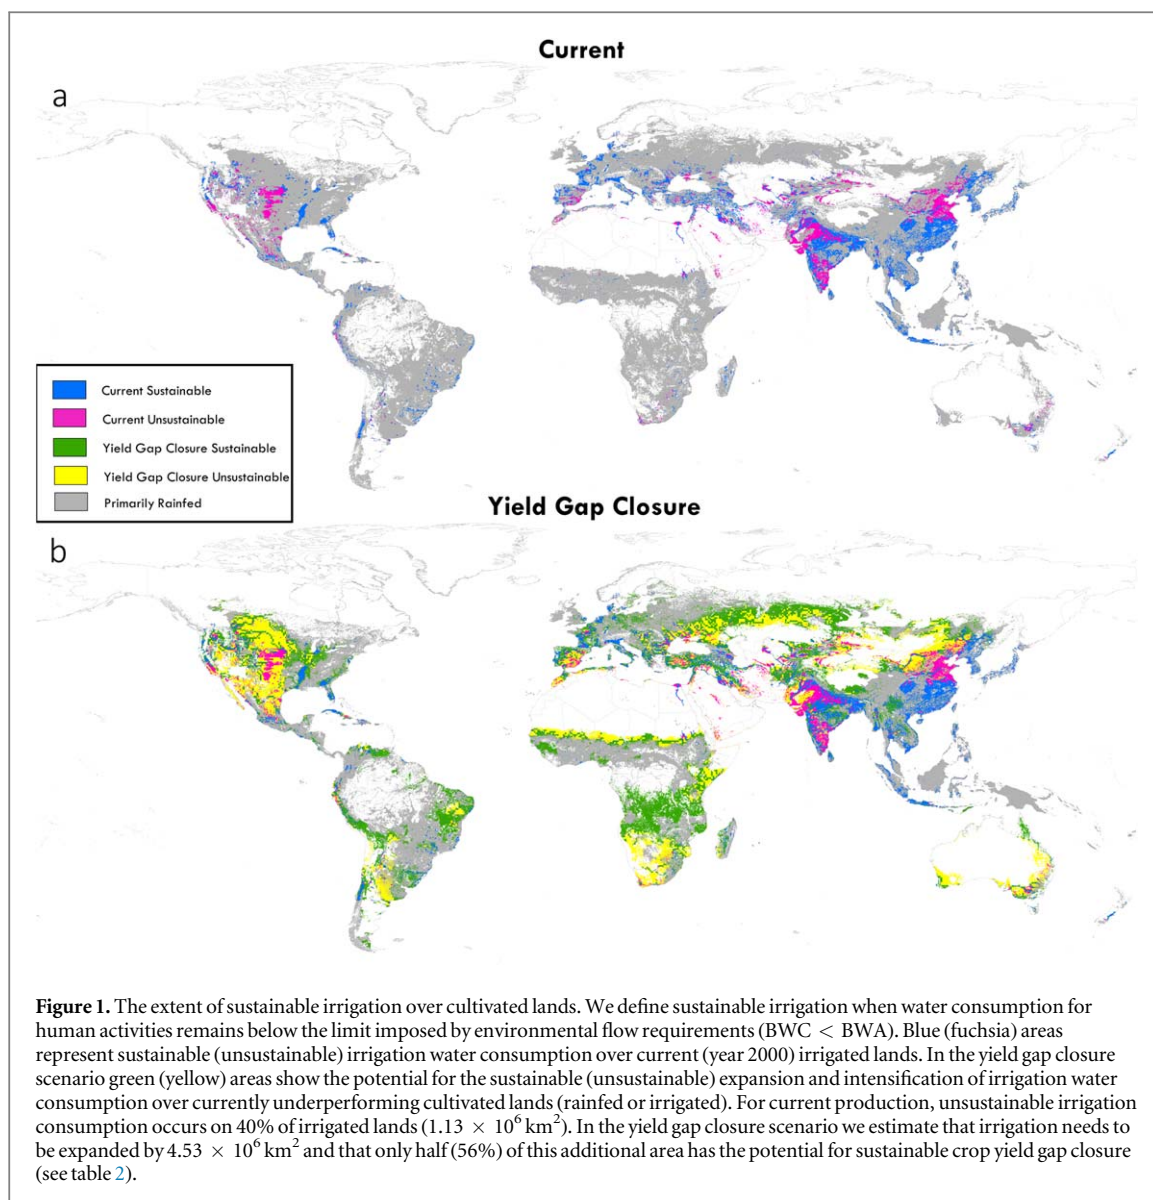 Current
a
Current Sustainable
Current Unsustainable
Yield Gap Closure Sustainable
Yield Gap Closure Unsustainable
Primarily Rainfed
Yield Gap Closure
b
Figure 1. The extent of sustainable irrigation over cultivated lands. We define sustainable irrigation when water consumption for
human activities remains below the limit imposed by environmental flow requirements (BWC < BWA). Blue (fuchsia) areas
represent sustainable (unsustainable) irrigation water consumption over current (year 2000) irrigated lands. In the yield gap closure
scenario green (yellow) areas show the potential for the sustainable (unsustainable) expansion and intensification of irrigation water
consumption over currently underperforming cultivated lands (rainfed or irrigated). For current production, unsustainable irrigation
consumption occurs on 40% of irrigated lands (1.13 × 10⁶ km²). In the yield gap closure scenario we estimate that irrigation needs to
be expanded by 4.53 × 10⁶ km² and that only half (56%) of this additional area has the potential for sustainable crop yield gap closure
(see table 2).